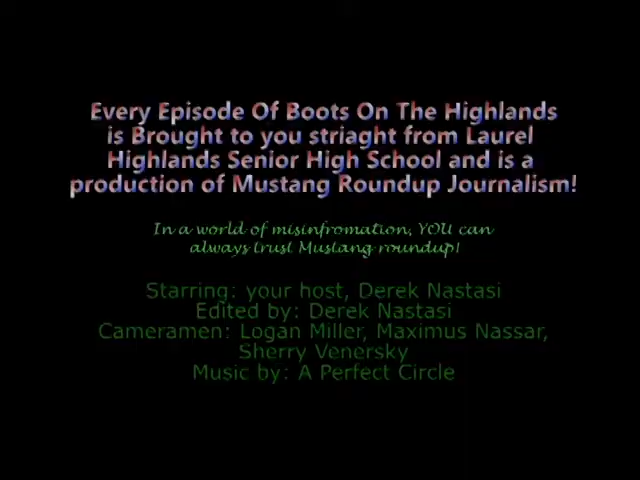 Every Episode Of Boots On The Highlands
is Brought to you striaght from Laurel
Highlands Senior High School and is a
production of Mustang Roundup Journalism!
In a world of misinfromation, YOU can
always trust Mustang roundup!
Starring: your host, Derek Nastasi
Edited by: Derek Nastasi
Cameramen: Logan Miller, Maximus Nassar,
Sherry Venersky
Music by: A Perfect Circle